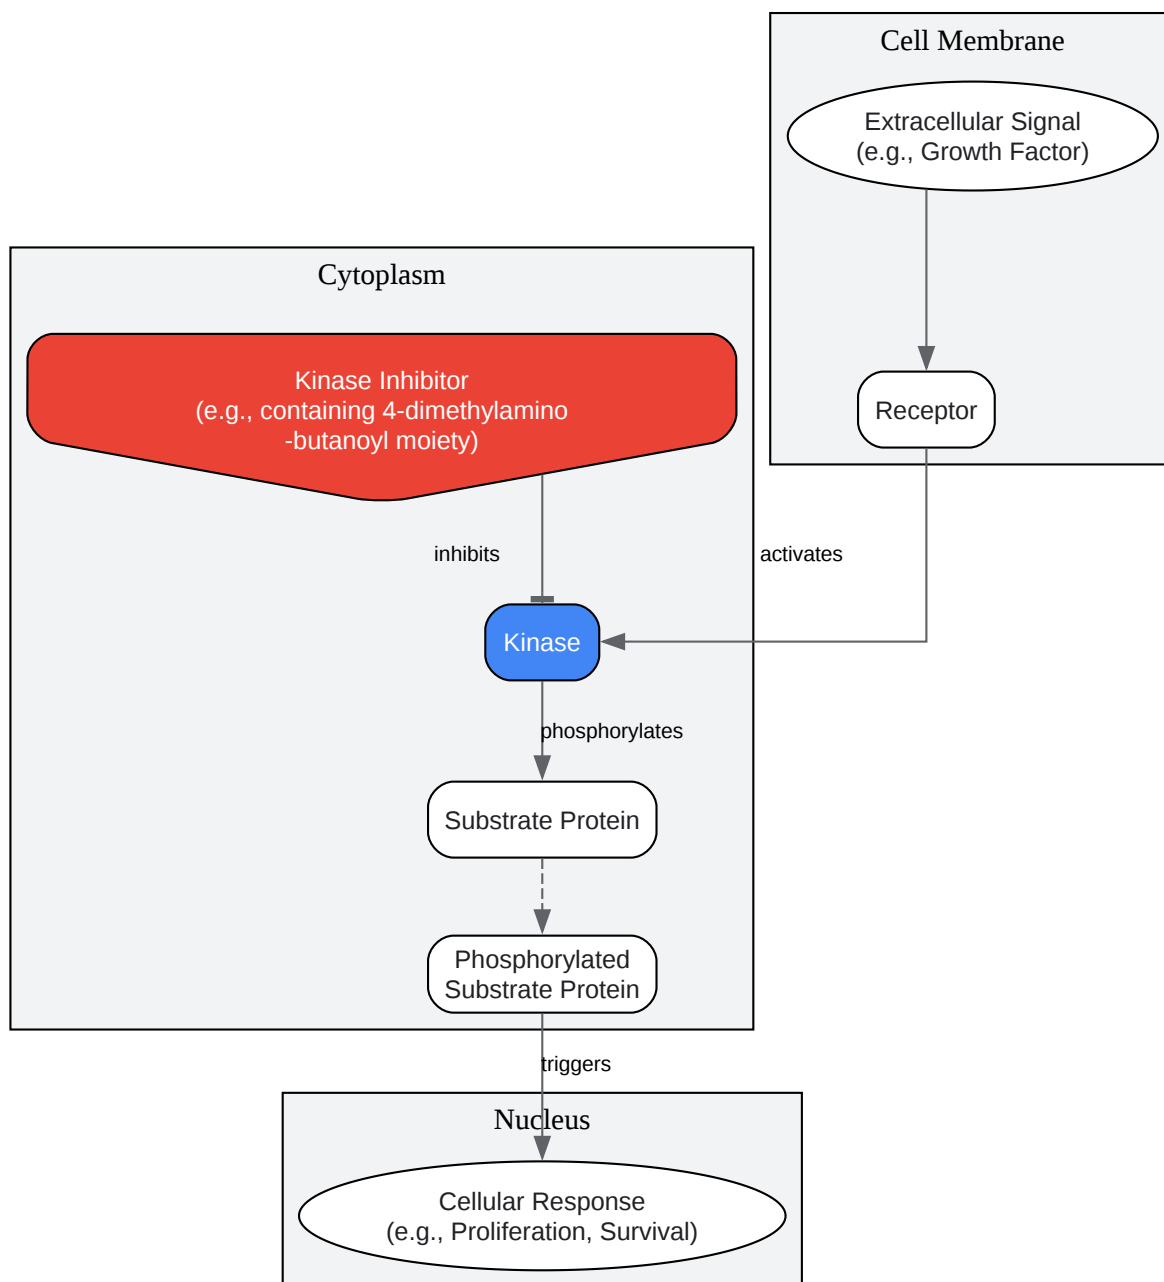 Cell Membrane
Extracellular Signal
(e.g., Growth Factor)
Cytoplasm
Kinase Inhibitor
(e.g., containing 4-dimethylamino
-butanoyl moiety)
Receptor
inhibits
activates
Kinase
phosphorylates
Substrate Protein
Phosphorylated
Substrate Protein
triggers
Nucleus
Cellular Response
(e.g., Proliferation, Survival)